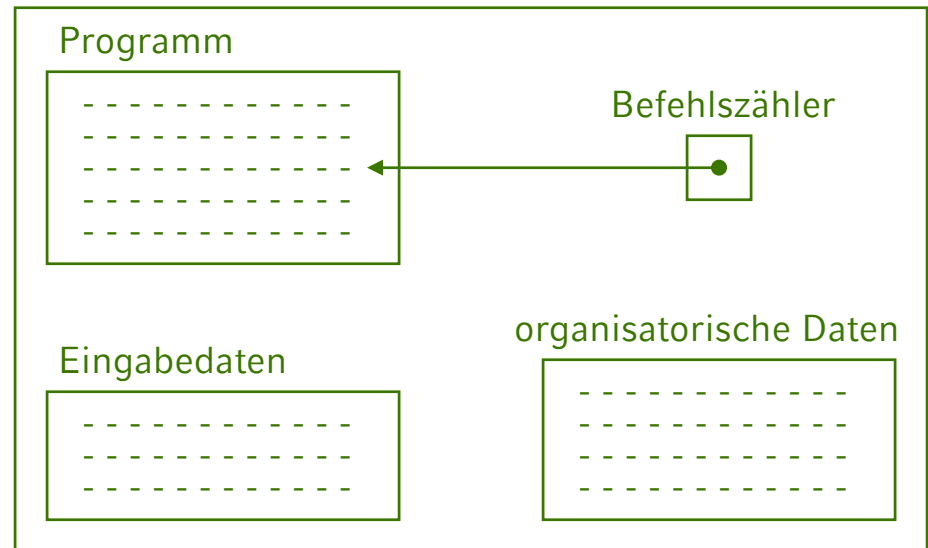 Programm
Befehlszähler
organisatorische Daten
Eingabedaten